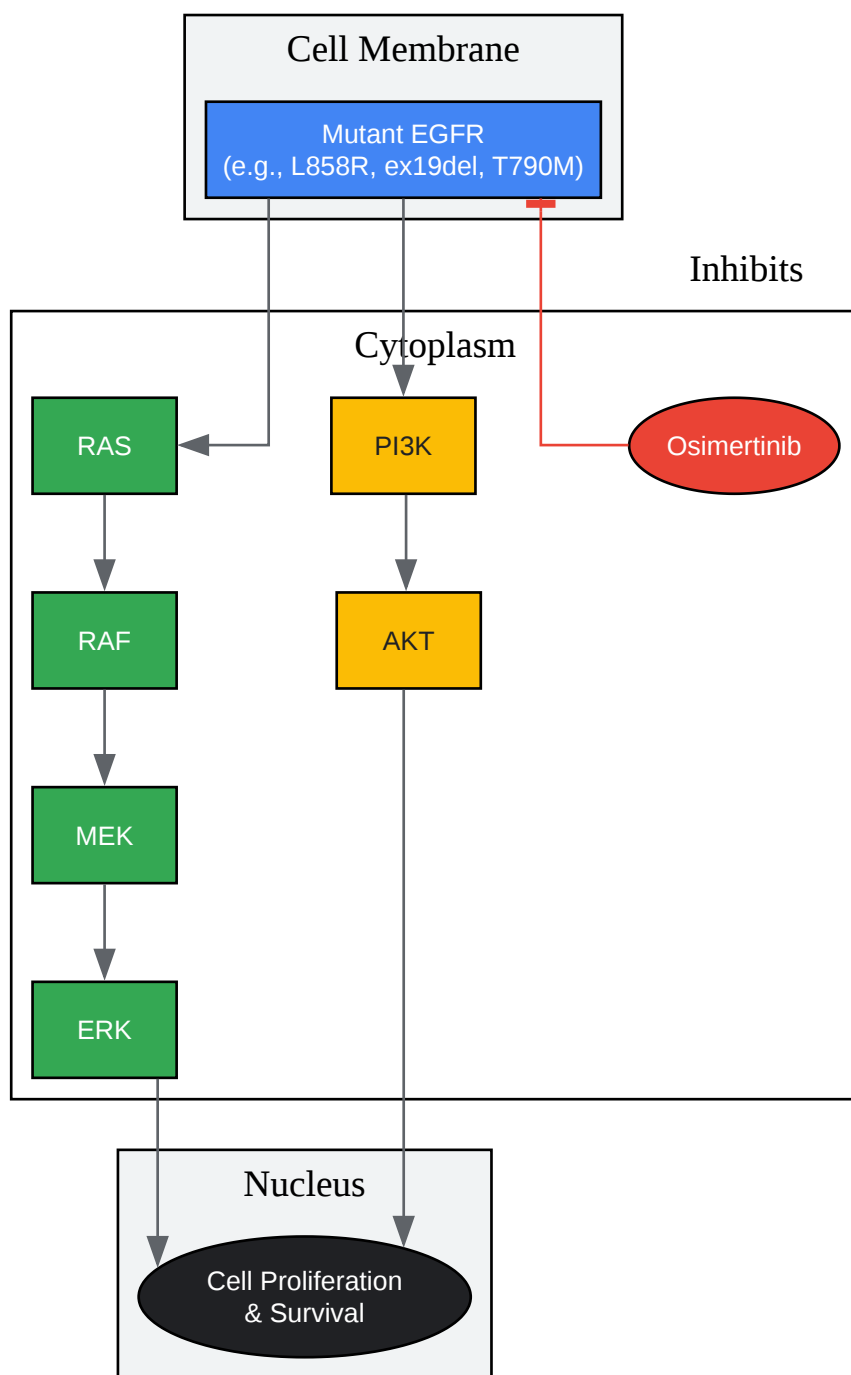 Cell Membrane
Mutant EGFR
(e.g., L858R, ex19del, T790M)
Inhibits
Cytoplasm
RAS
PI3K
Osimertinib
RAF
AKT
MEK
ERK
Nucleus
Cell Proliferation
& Survival